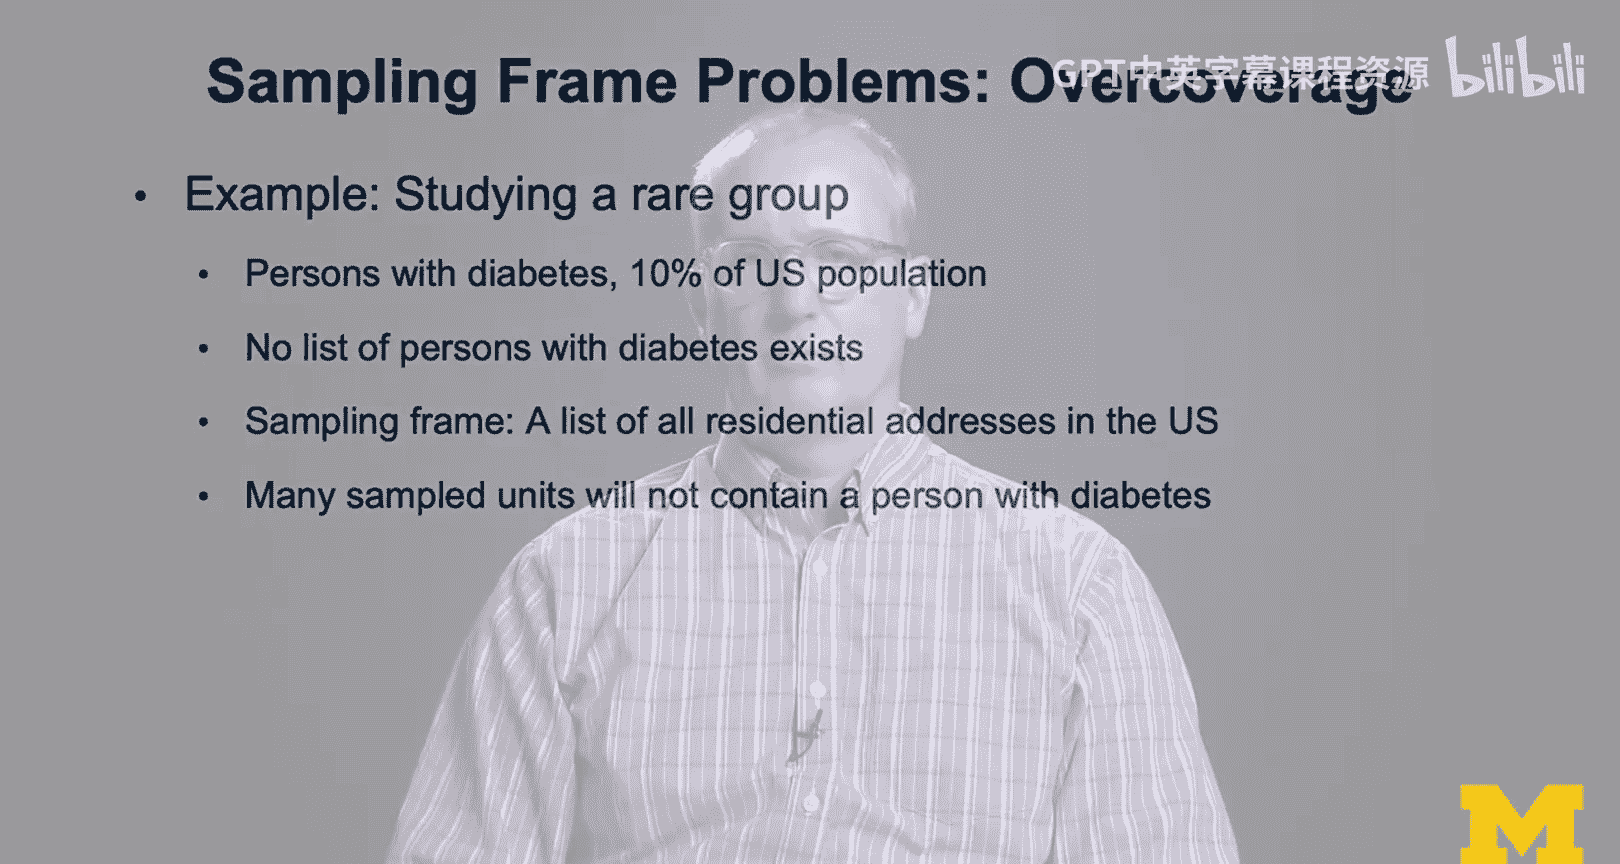 Sampling Frame Problems: Overcoverage
GPT中英字幕课程资源 bilibili
• Example: Studying a rare group
• Persons with diabetes, 10% of US population
• No list of persons with diabetes exists
• Sampling frame: A list of all residential addresses in the US
• Many sampled units will not contain a person with diabetes
M